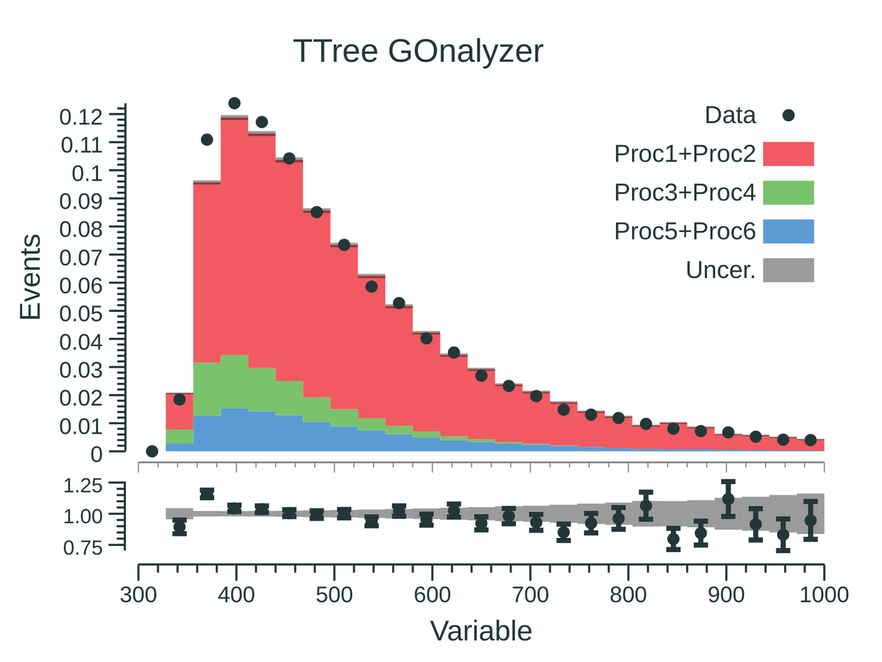 TTree GOnalyzer
Events
0.12
0.11
0.1
0.09
0.08
0.07
0.06
0.05
0.04
0.03
0.02
0.01
0
Data
Proc1+Proc2
Proc3+Proc4
Proc5+Proc6
Uncer.
1.25
1.00
0.75
300 400 500 600 700 800 900 1000
Variable